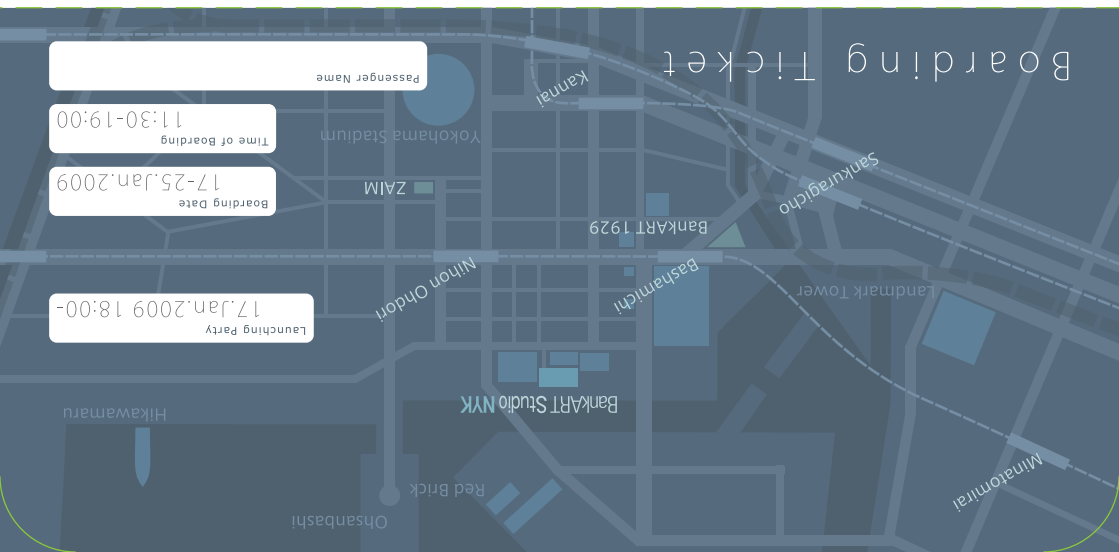 Boarding Ticket
Passenger Name
Time of Boarding
11:30-19:00
Boarding Date
17-25.Jan.2009
Launching Party
17.Jan.2009 18:00-
Minatomirai
Landmark Tower
Sankuragicho
Kannai
Yokohama Stadium
ZAIM
BankART 1929
Bashamichi
Nihon Ohdori
BankART Studio NYK
Red Brick
Ohsanbashi
Hikawamaru